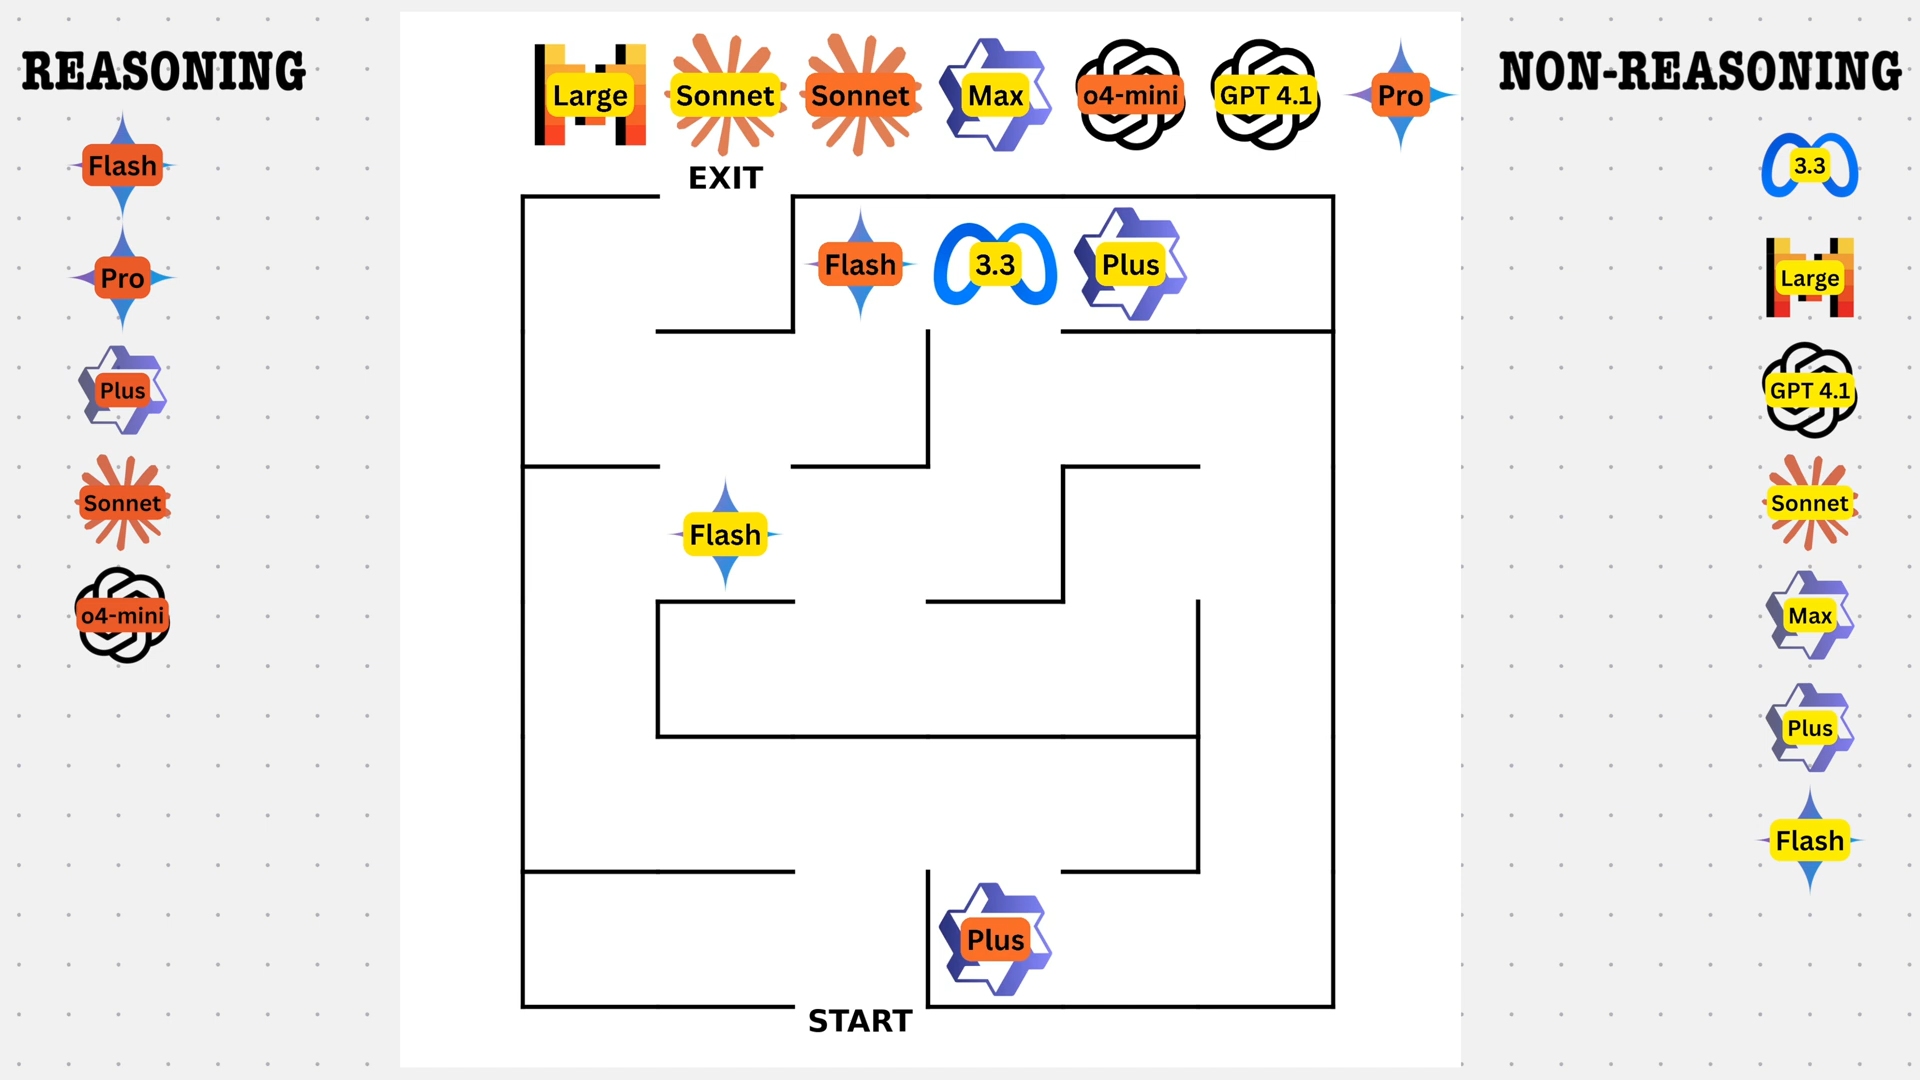 REASONING
NON-REASONING
Large Sonnet Sonnet Max o4-mini GPT 4.1 Pro
EXIT
Flash 3.3 Plus
Flash
Plus
START
Flash
Pro
Plus
Sonnet
o4-mini
3.3
Large
GPT 4.1
Sonnet
Max
Plus
Flash